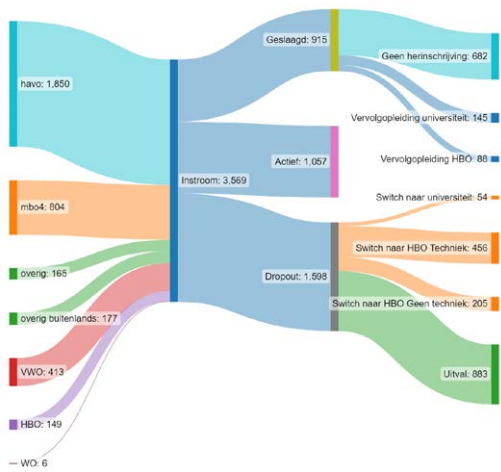 havo: 1,850
mbo4: 804
overig: 165
overig buitenlands: 177
VWO: 413
HBO: 149
WO: 6
Instroom: 3,569
Geslaagd: 915
Actief: 1,057
Dropout: 1,598
Geen herinschrijving: 682
Vervolgopleiding universiteit: 145
Vervolgopleiding HBO: 88
Switch naar universiteit: 54
Switch naar HBO Techniek: 456
Switch naar HBO Geen techniek: 205
Uitval: 883